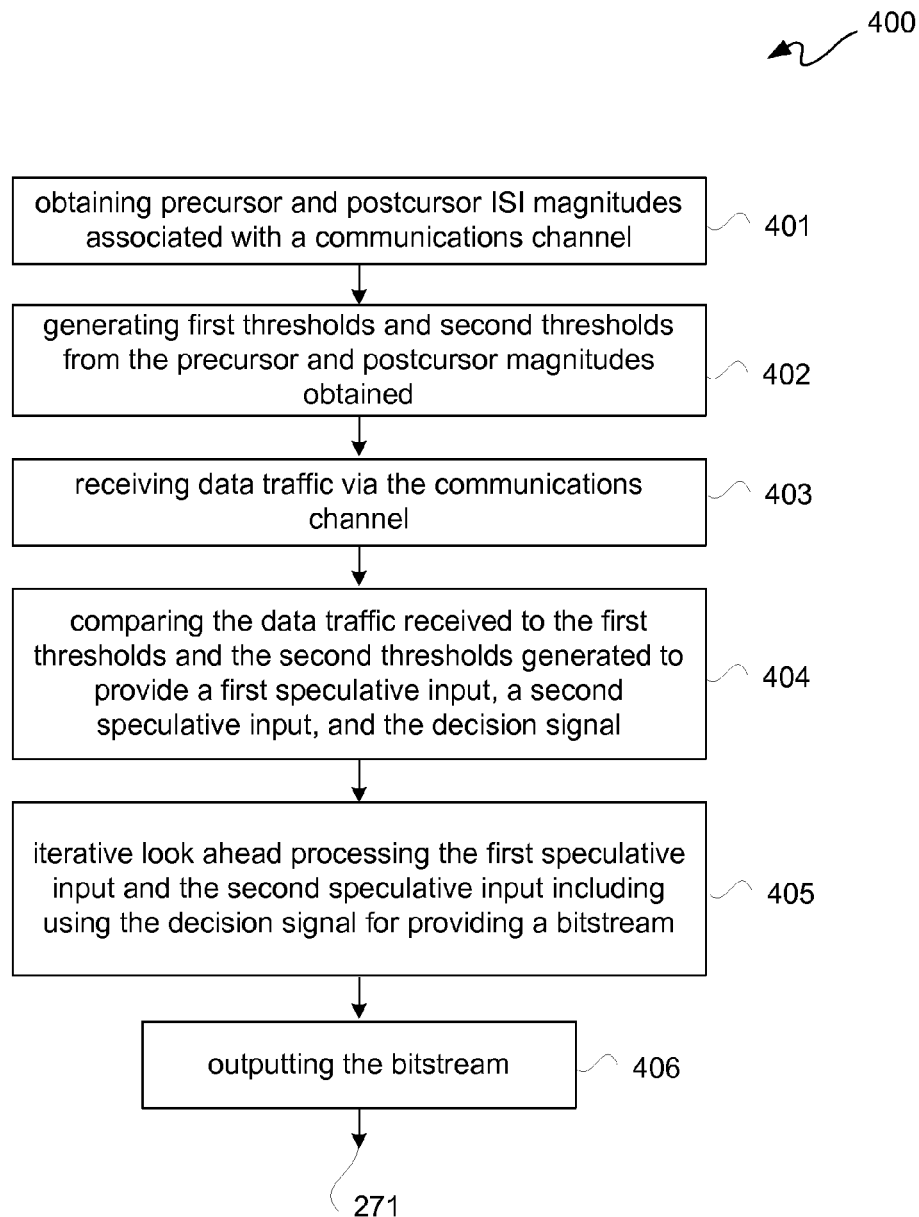 400
obtaining precursor and postcursor ISI magnitudes
associated with a communications channel
401
generating first thresholds and second thresholds
from the precursor and postcursor magnitudes
obtained
402
receiving data traffic via the communications
channel
403
comparing the data traffic received to the first
thresholds and the second thresholds generated to
provide a first speculative input, a second
speculative input, and the decision signal
404
iterative look ahead processing the first speculative
input and the second speculative input including
using the decision signal for providing a bitstream
405
outputting the bitstream
406
271